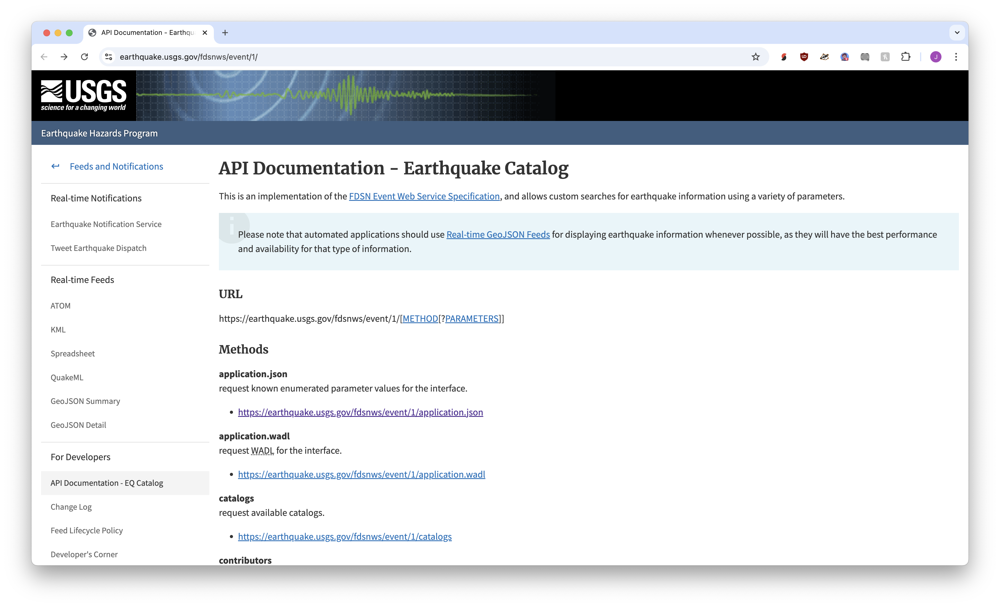 API Documentation - Earthqu
earthquake.usgs.gov/fdsnws/event/1/
J
USGS
science for a changing world
Earthquake Hazards Program
Feeds and Notifications
Real-time Notifications
Earthquake Notification Service
Tweet Earthquake Dispatch
Real-time Feeds
ATOM
KML
Spreadsheet
QuakeML
GeoJSON Summary
GeoJSON Detail
For Developers
API Documentation - EQ Catalog
Change Log
Feed Lifecycle Policy
Developer's Corner
API Documentation - Earthquake Catalog
This is an implementation of the FDSN Event Web Service Specification, and allows custom searches for earthquake information using a variety of parameters.
Please note that automated applications should use Real-time GeoJSON Feeds for displaying earthquake information whenever possible, as they will have the best performance
and availability for that type of information.
URL
https://earthquake.usgs.gov/fdsnws/event/1/[METHOD[?PARAMETERS]]
Methods
application.json
request known enumerated parameter values for the interface.
• https://earthquake.usgs.gov/fdsnws/event/1/application.json
application.wadl
request WADL for the interface.
• https://earthquake.usgs.gov/fdsnws/event/1/application.wadl
catalogs
request available catalogs.
• https://earthquake.usgs.gov/fdsnws/event/1/catalogs
contributors